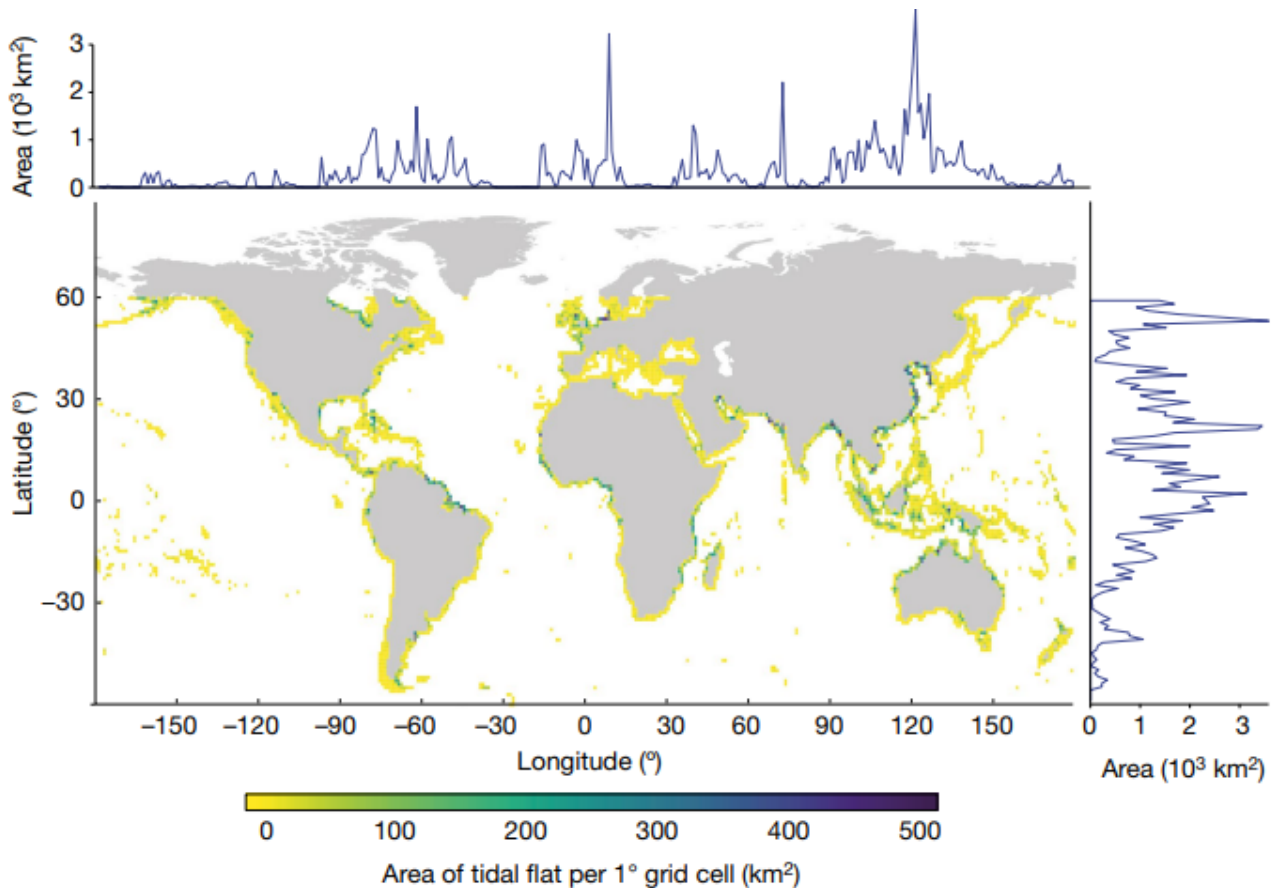 Area (10³ km²)
3
2
1
0
Latitude (°)
60
30
0
−30
−150 −120 −90 −60 −30 0 30 60 90 120 150
Longitude (°)
0 1 2 3
Area (10³ km²)
0 100 200 300 400 500
Area of tidal flat per 1° grid cell (km²)